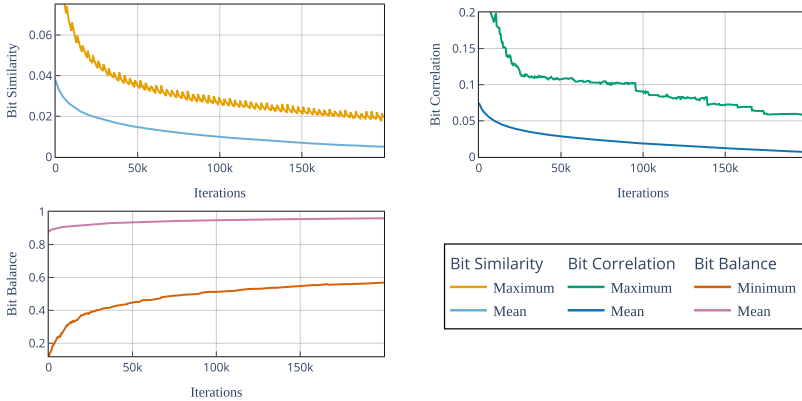 Bit Similarity
0.06
0.04
0.02
0
0
50k
100k
150k
Iterations
Bit Correlation
0.2
0.15
0.1
0.05
0
0
50k
100k
150k
Iterations
Bit Balance
1
0.8
0.6
0.4
0.2
0
50k
100k
150k
Iterations
Bit Similarity
Maximum
Mean
Bit Correlation
Maximum
Mean
Bit Balance
Minimum
Mean